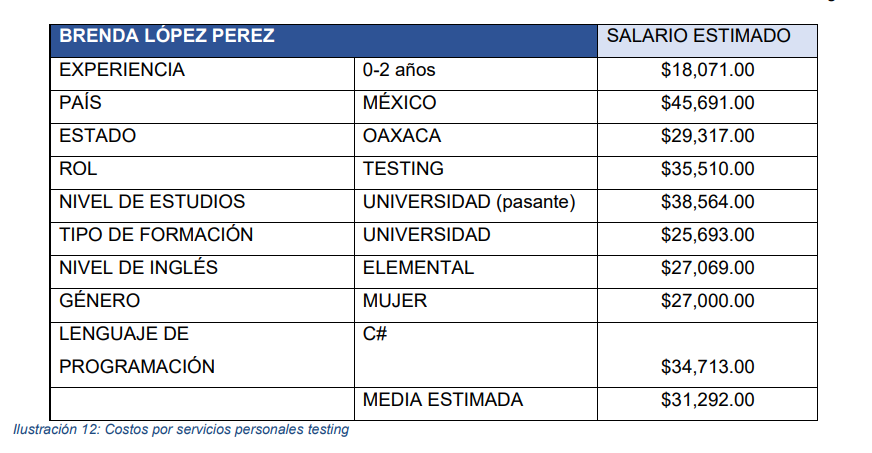 BRENDA LÓPEZ PEREZ SALARIO ESTIMADO
EXPERIENCIA 0-2 años $18,071.00
PAÍS MÉXICO $45,691.00
ESTADO OAXACA $29,317.00
ROL TESTING $35,510.00
NIVEL DE ESTUDIOS UNIVERSIDAD (pasante) $38,564.00
TIPO DE FORMACIÓN UNIVERSIDAD $25,693.00
NIVEL DE INGLÉS ELEMENTAL $27,069.00
GÉNERO MUJER $27,000.00
LENGUAJE DE C#
PROGRAMACIÓN $34,713.00
MEDIA ESTIMADA $31,292.00
Ilustración 12: Costos por servicios personales testing